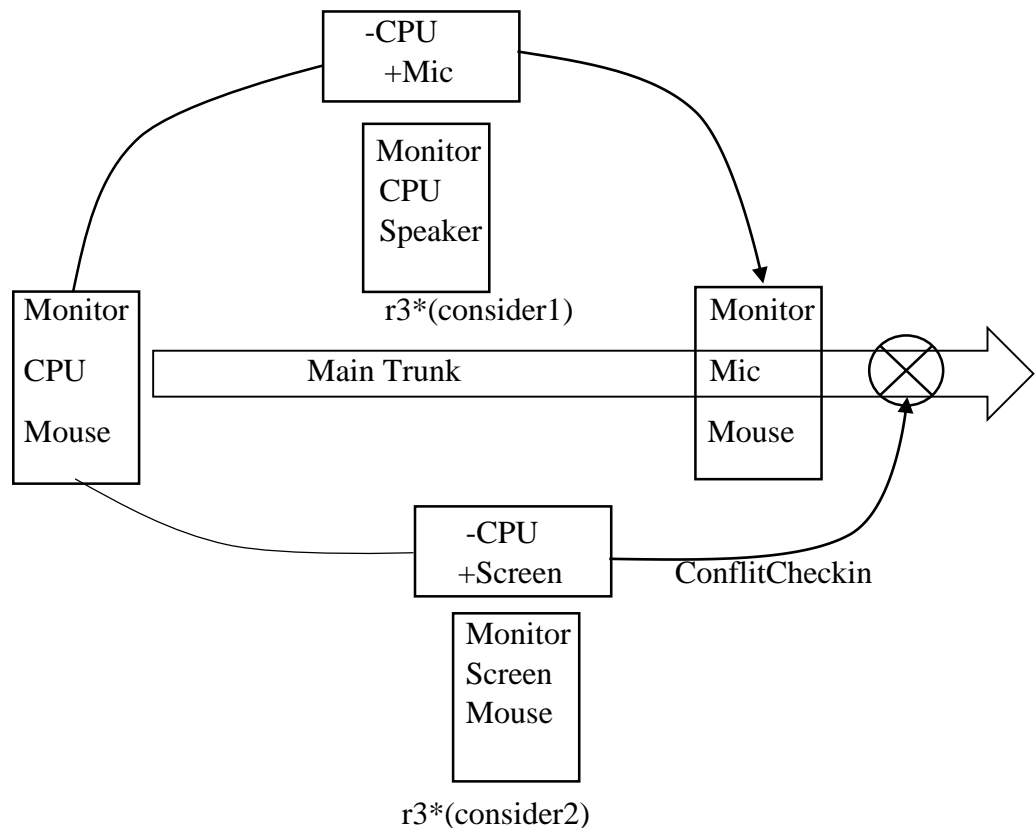 -CPU
+Mic
Monitor
CPU
Speaker
r3*(consider1)
Monitor
CPU
Mouse
Main Trunk
Monitor
Mic
Mouse
-CPU
+Screen
ConflitCheckin
Monitor
Screen
Mouse
r3*(consider2)